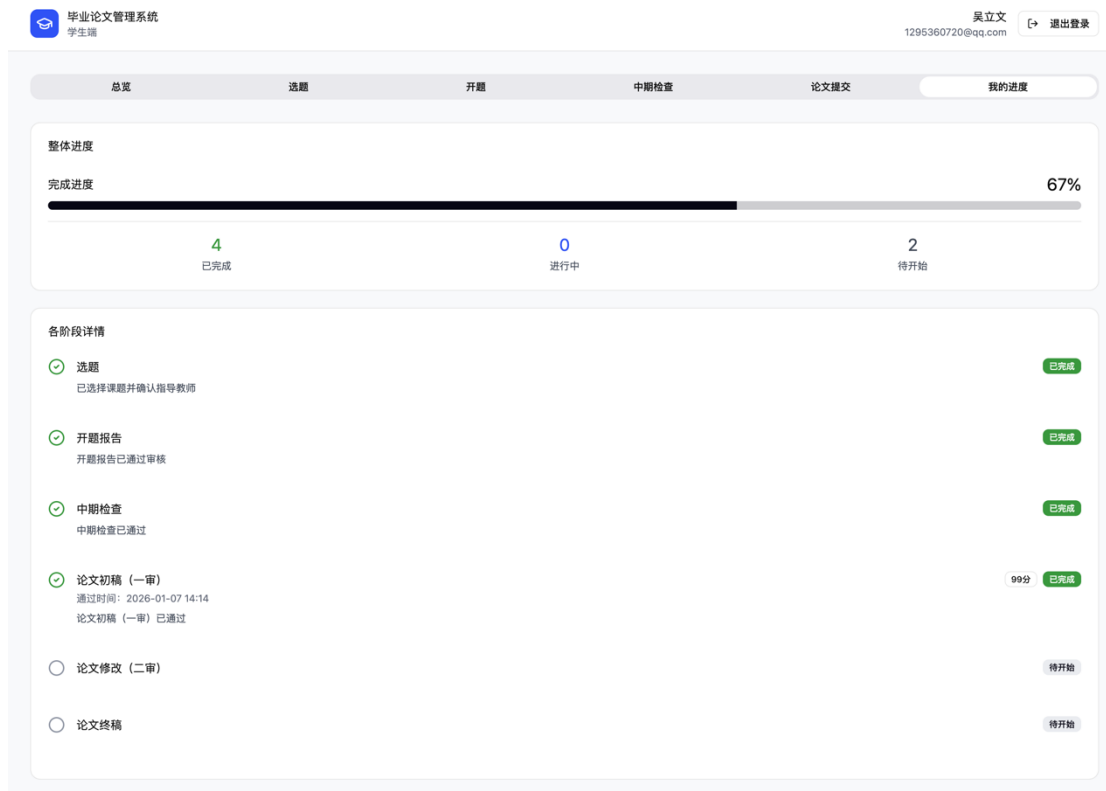 毕业论文管理系统
学生端
吴立文
1295360720@qq.com
退出登录
总览
选题
开题
中期检查
论文提交
我的进度
整体进度
完成进度
67%
4
已完成
0
进行中
2
待开始
各阶段详情
选题
已完成
已选择课题并确认指导教师
开题报告
已完成
开题报告已通过审核
中期检查
已完成
中期检查已通过
论文初稿（一审）
99分
已完成
通过时间：2026-01-07 14:14
论文初稿（一审）已通过
论文修改（二审）
待开始
论文终稿
待开始